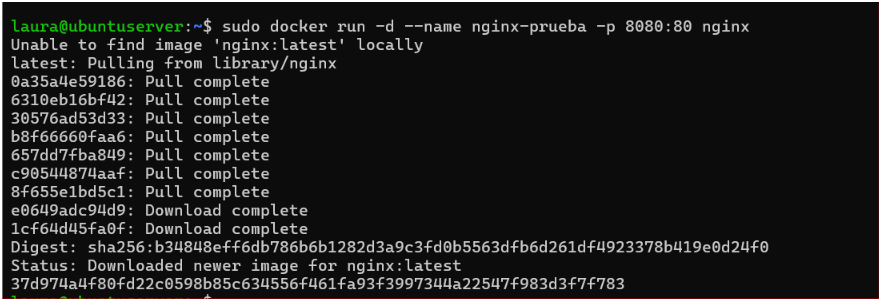 laura@ubuntuserver:~$ sudo docker run -d --name nginx-prueba -p 8080:80 nginx
Unable to find image 'nginx:latest' locally
latest: Pulling from library/nginx
0a35a4e59186: Pull complete
6310eb16bf42: Pull complete
30576ad53d33: Pull complete
b8f66660faa6: Pull complete
657dd7fba849: Pull complete
c90544874aaf: Pull complete
8f655e1bd5c1: Pull complete
e0649adc94d9: Download complete
1cf64d45fa0f: Download complete
Digest: sha256:b34848eff6db786b6b1282d3a9c3fd0b5563dfb6d261df4923378b419e0d24f0
Status: Downloaded newer image for nginx:latest
37d974a4f80fd22c0598b85c634556f461fa93f3997344a22547f983d3f7f783
laura@ubuntuserver:~$